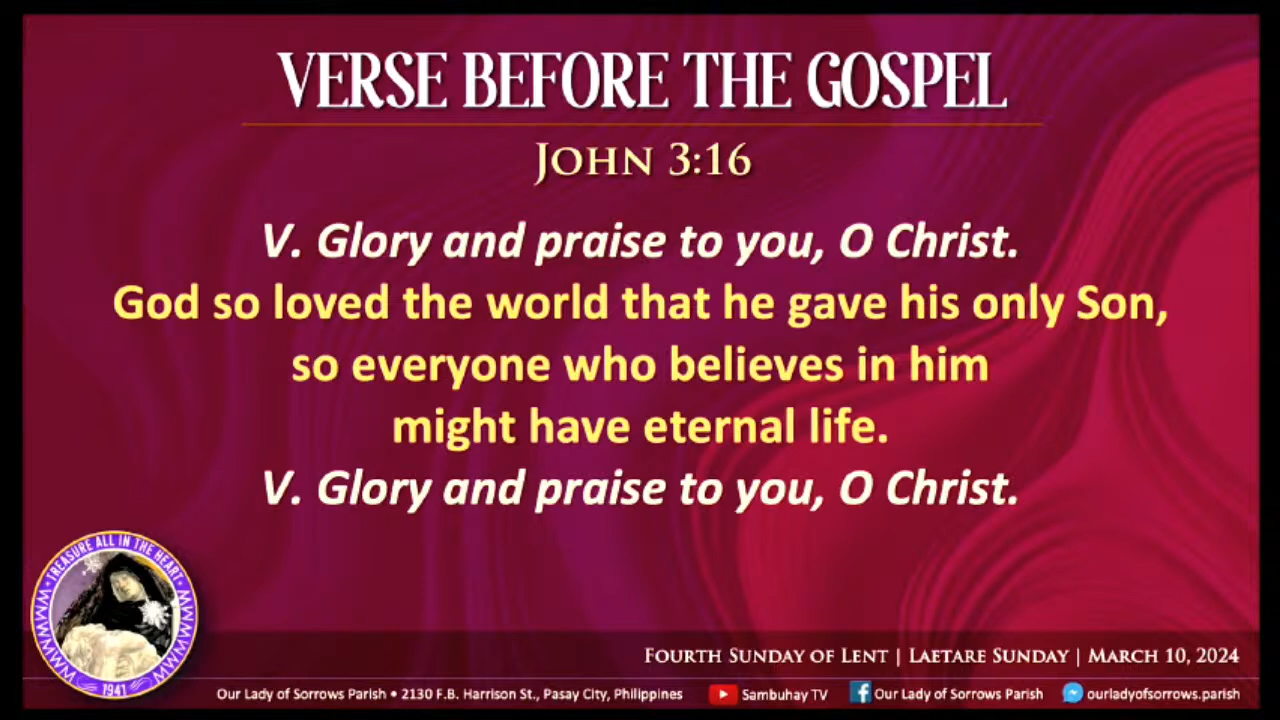 VERSE BEFORE THE GOSPEL
JOHN 3:16
V. Glory and praise to you, O Christ.
God so loved the world that he gave his only Son,
so everyone who believes in him
might have eternal life.
V. Glory and praise to you, O Christ.
TREASURE ALL IN THE HEART
1941
FOURTH SUNDAY OF LENT | LAETARE SUNDAY | MARCH 10, 2024
Our Lady of Sorrows Parish • 2130 F.B. Harrison St., Pasay City, Philippines Sambuhay TV Our Lady of Sorrows Parish ourladyofsorrows.parish